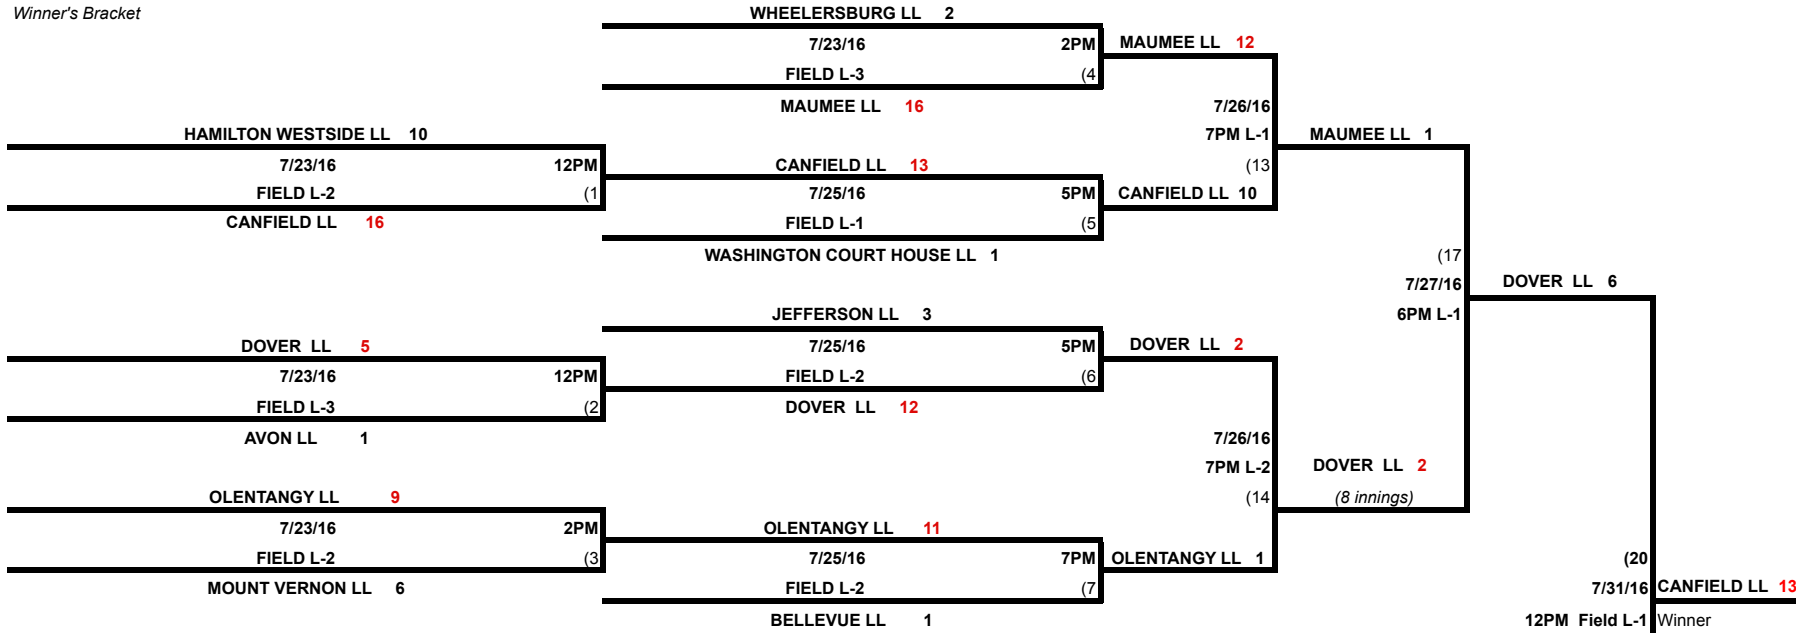 Winner's Bracket
WHEELERSBURG LL 2
7/23/16 2PM
MAUMEE LL 12
FIELD L-3 (4
MAUMEE LL 16
7/26/16
HAMILTON WESTSIDE LL 10
7PM L-1
MAUMEE LL 1
7/23/16 12PM
CANFIELD LL 13
(13
FIELD L-2 (1
7/25/16 5PM
CANFIELD LL 10
CANFIELD LL 16
FIELD L-1 (5
WASHINGTON COURT HOUSE LL 1
(17
7/27/16
DOVER LL 6
JEFFERSON LL 3
6PM L-1
DOVER LL 5
7/25/16 5PM
DOVER LL 2
7/23/16 12PM
FIELD L-2 (6
FIELD L-3 (2
DOVER LL 12
AVON LL 1
7/26/16
7PM L-2
DOVER LL 2
OLENTANGY LL 9
(14
(8 innings)
7/23/16 2PM
OLENTANGY LL 11
FIELD L-2 (3
7/25/16 7PM
OLENTANGY LL 1
(20
MOUNT VERNON LL 6
FIELD L-2 (7
7/31/16
CANFIELD LL 13
BELLEVUE LL 1
12PM Field L-1
Winner